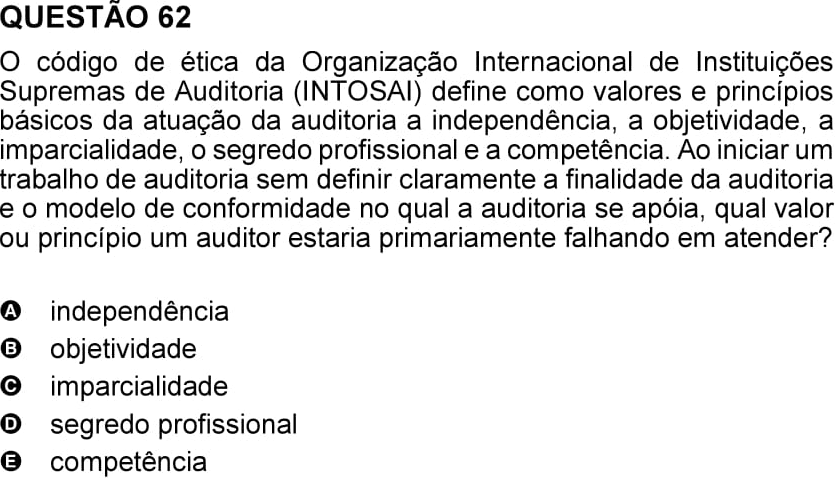 QUESTÃO 62
O código de ética da Organização Internacional de Instituições
Supremas de Auditoria (INTOSAI) define como valores e princípios
básicos da atuação da auditoria a independência, a objetividade, a
imparcialidade, o segredo profissional e a competência. Ao iniciar um
trabalho de auditoria sem definir claramente a finalidade da auditoria
e o modelo de conformidade no qual a auditoria se apóia, qual valor
ou princípio um auditor estaria primariamente falhando em atender?
A independência
B objetividade
C imparcialidade
D segredo profissional
E competência